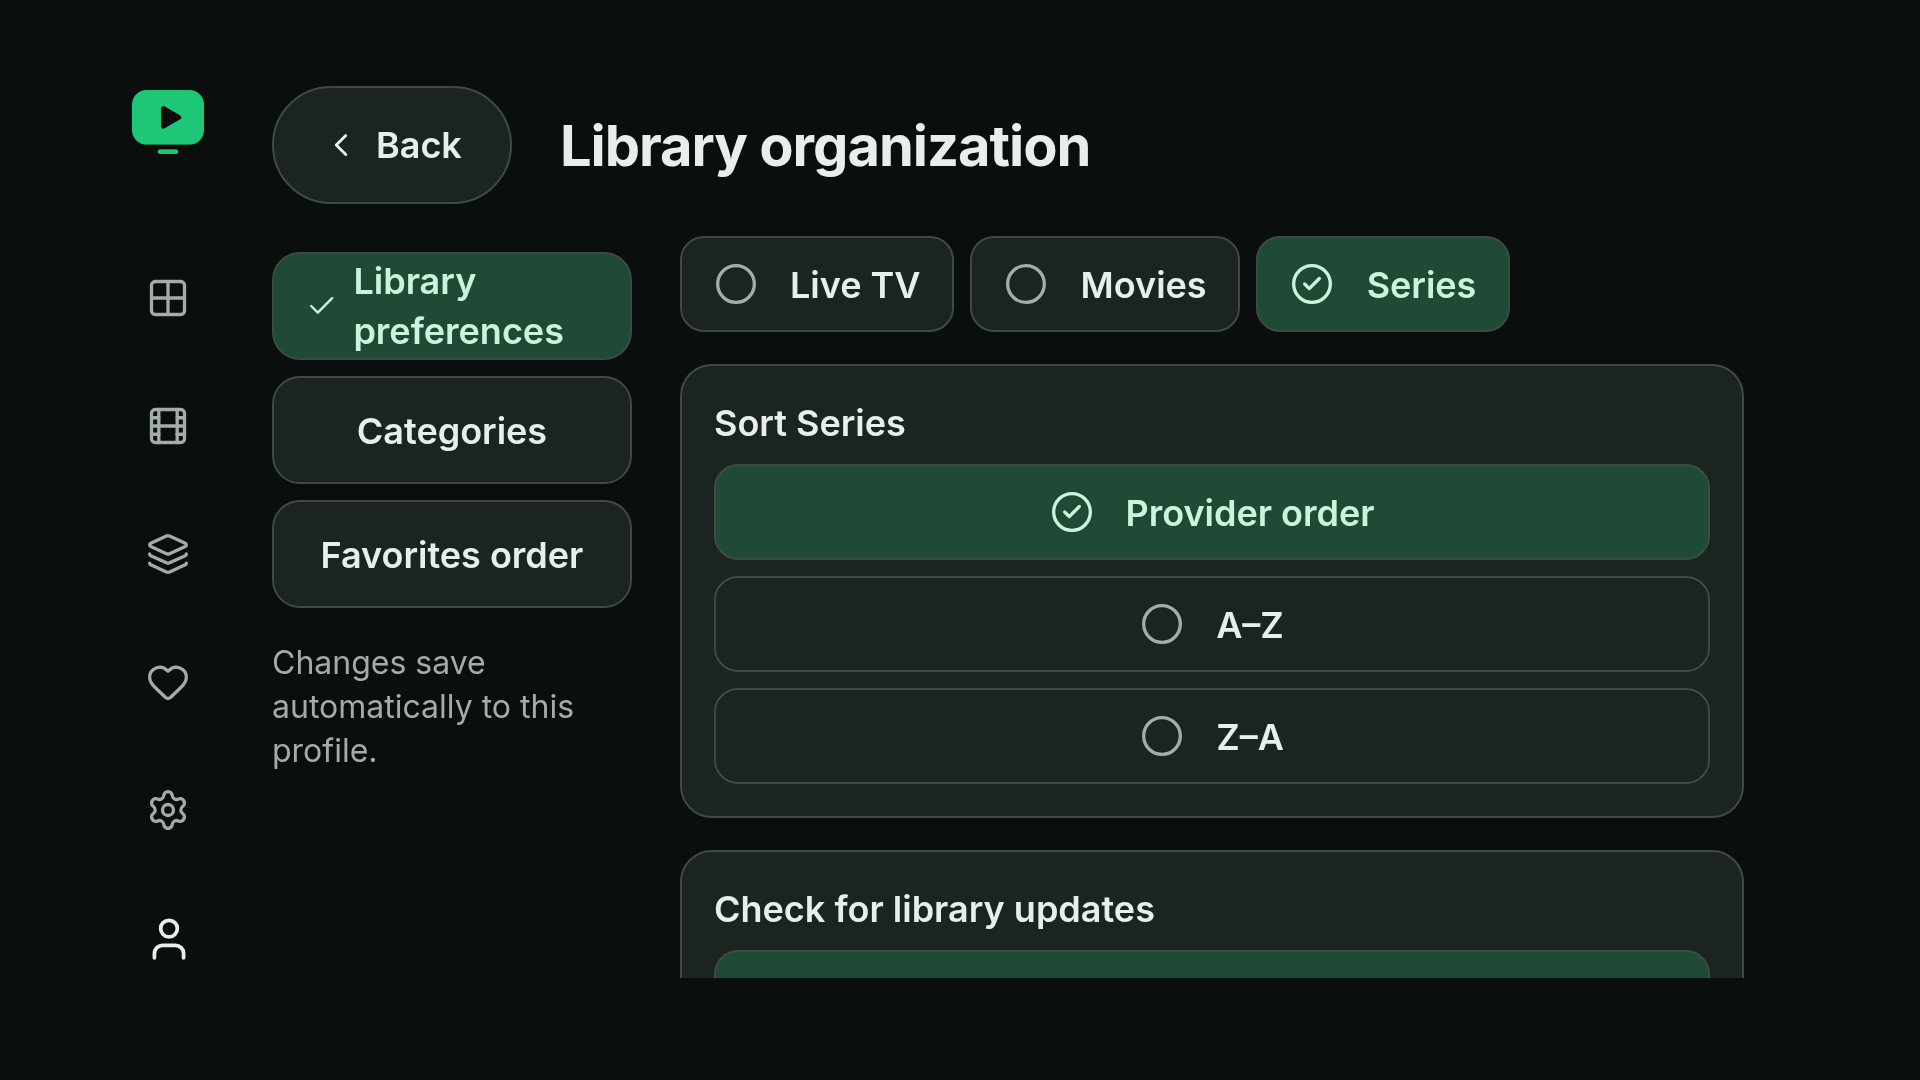 Back
Library organization
Library
preferences
Categories
Favorites order
Changes save
automatically to this
profile.
Live TV
Movies
Series
Sort Series
Provider order
A–Z
Z–A
Check for library updates